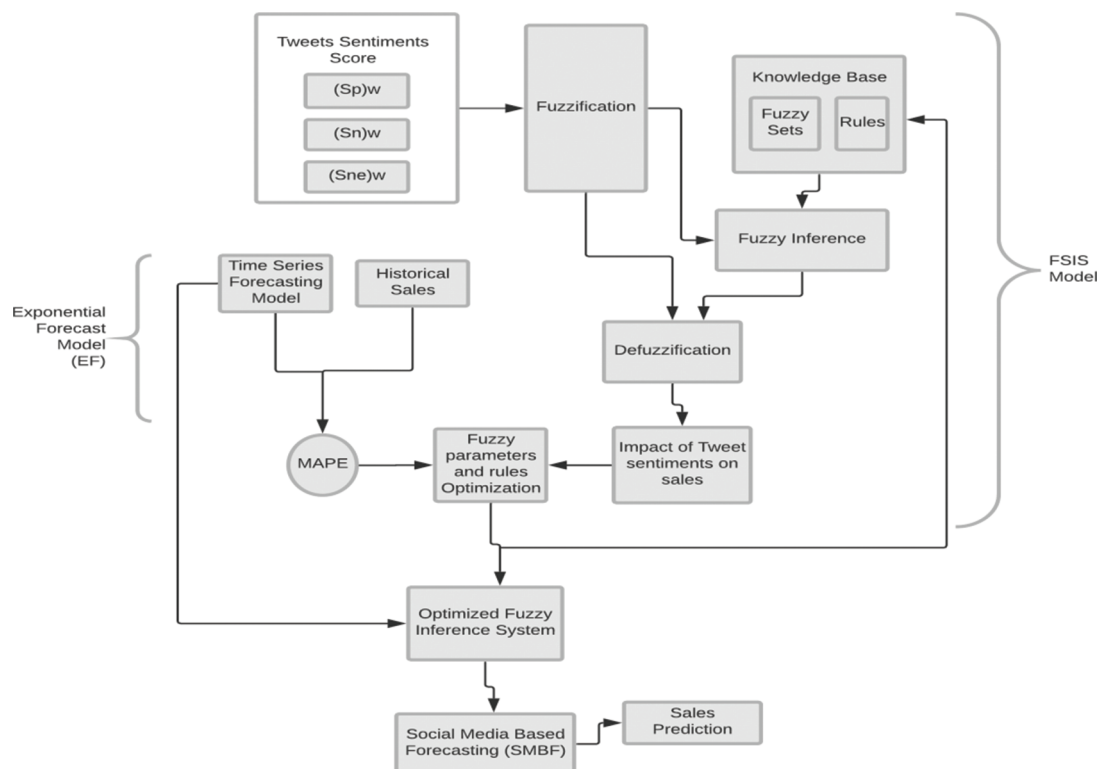 Tweets Sentiments
Score
(Sp)w
(Sn)w
(Sne)w
Fuzzification
Knowledge Base
Fuzzy
Sets
Rules
Fuzzy Inference
FSIS
Model
Time Series
Forecasting
Model
Historical
Sales
Exponential
Forecast
Model
(EF)
Defuzzification
MAPE
Fuzzy
parameters
and rules
Optimization
Impact of Tweet
sentiments on
sales
Optimized Fuzzy
Inference System
Social Media Based
Forecasting (SMBF)
Sales
Prediction